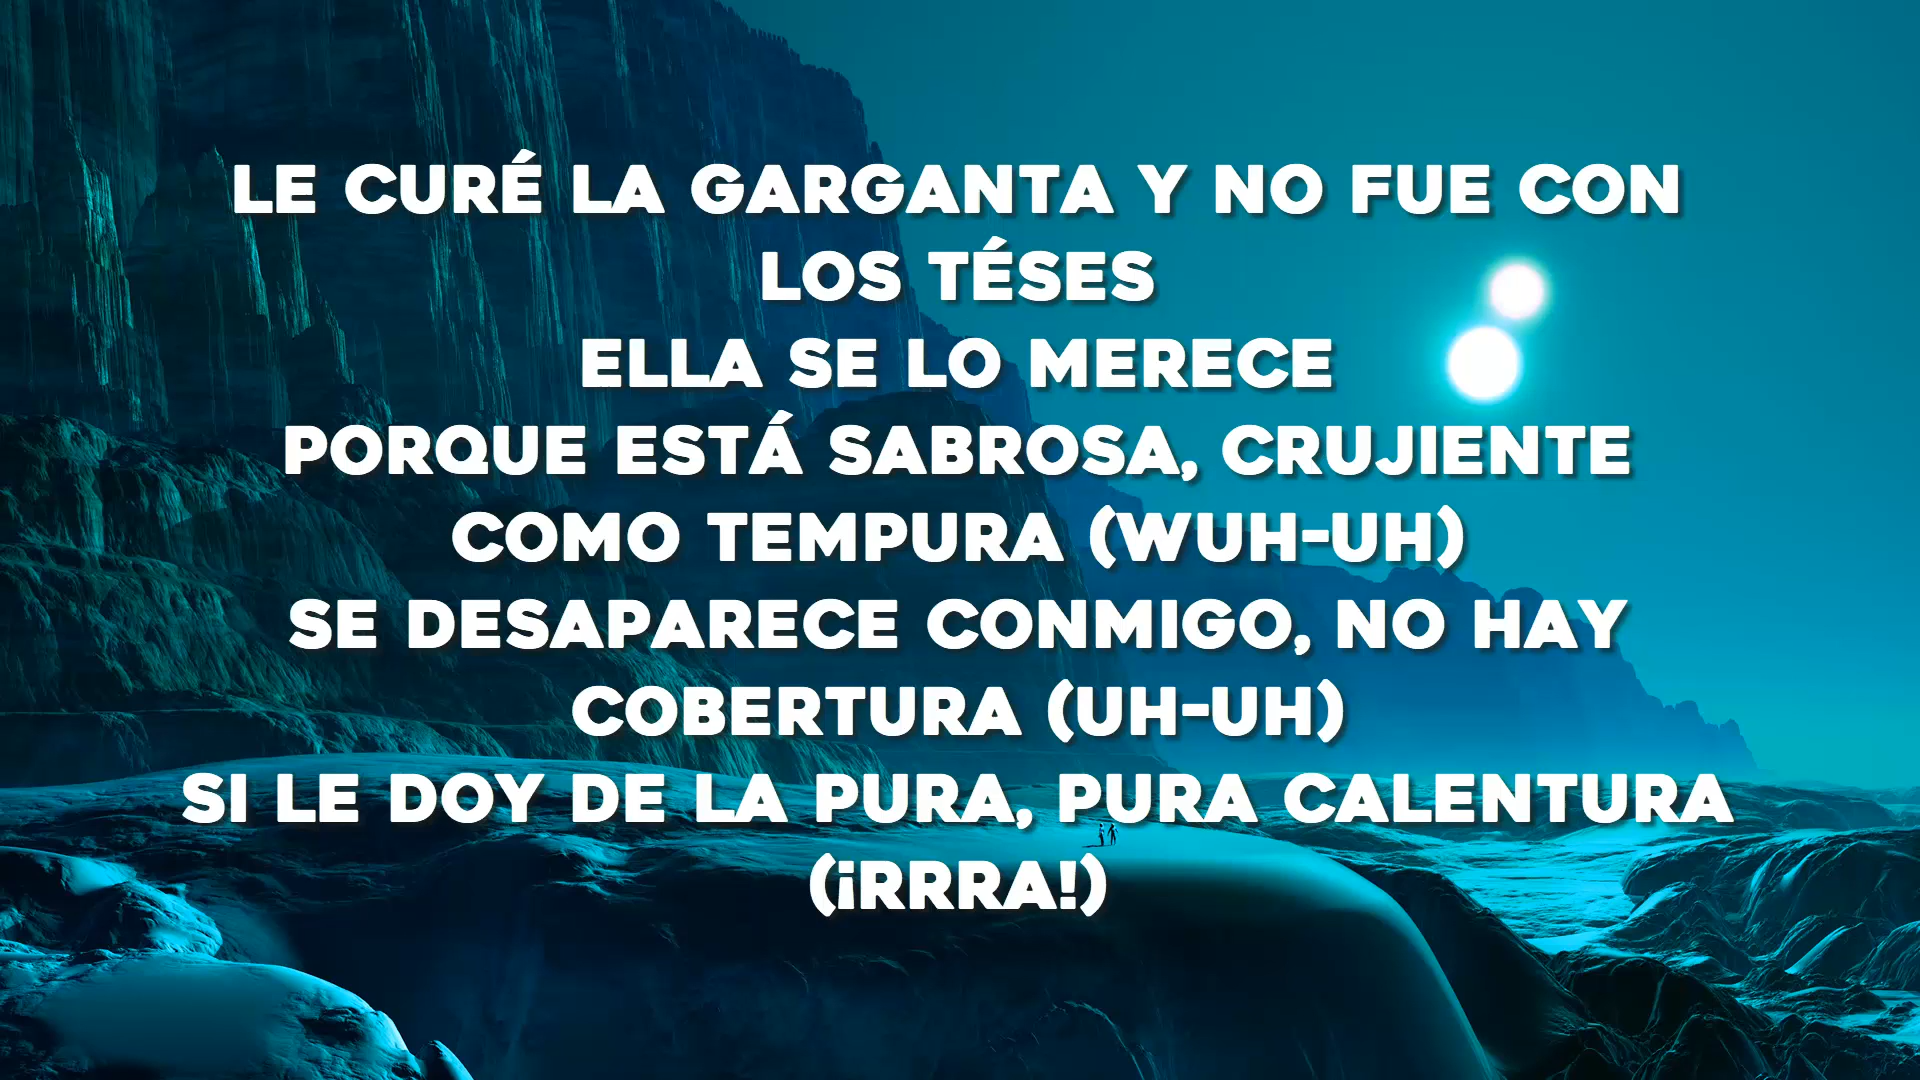 LE CURÉ LA GARGANTA Y NO FUE CON
LOS TÉSES
ELLA SE LO MERECE
PORQUE ESTÁ SABROSA, CRUJIENTE
COMO TEMPURA (WUH-UH)
SE DESAPARECE CONMIGO, NO HAY
COBERTURA (UH-UH)
SI LE DOY DE LA PURA, PURA CALENTURA
(¡RRRA!)